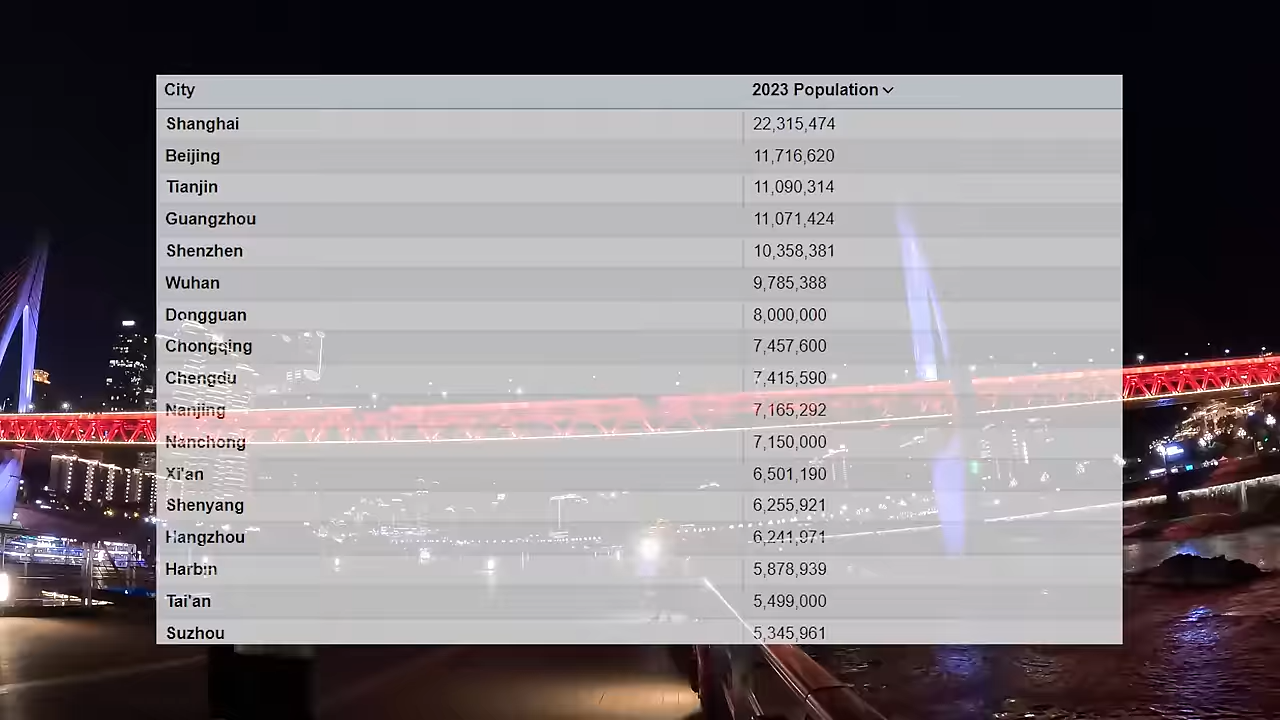 City 2023 Population
Shanghai 22,315,474
Beijing 11,716,620
Tianjin 11,090,314
Guangzhou 11,071,424
Shenzhen 10,358,381
Wuhan 9,785,388
Dongguan 8,000,000
Chongqing 7,457,600
Chengdu 7,415,590
Nanjing 7,165,292
Nanchong 7,150,000
Xi'an 6,501,190
Shenyang 6,255,921
Hangzhou 6,241,971
Harbin 5,878,939
Tai'an 5,499,000
Suzhou 5,345,961